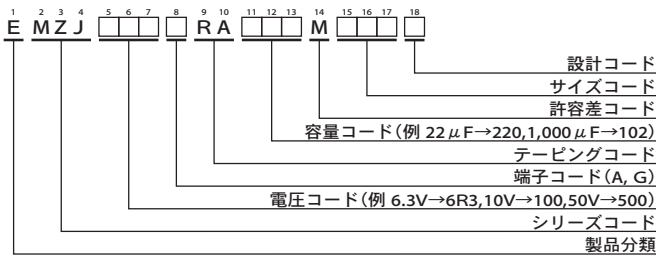 1 2 3 4 5 6 7 8 9 10 11 12 13 14 15 16 17 18
E MZJ □□□ □ RA □□□ M □□□ □
設計コード
サイズコード
許容差コード
容量コード(例 22μF→220,1,000μF→102)
テーピングコード
端子コード(A, G)
電圧コード(例 6.3V→6R3,10V→100,50V→500)
シリーズコード
製品分類